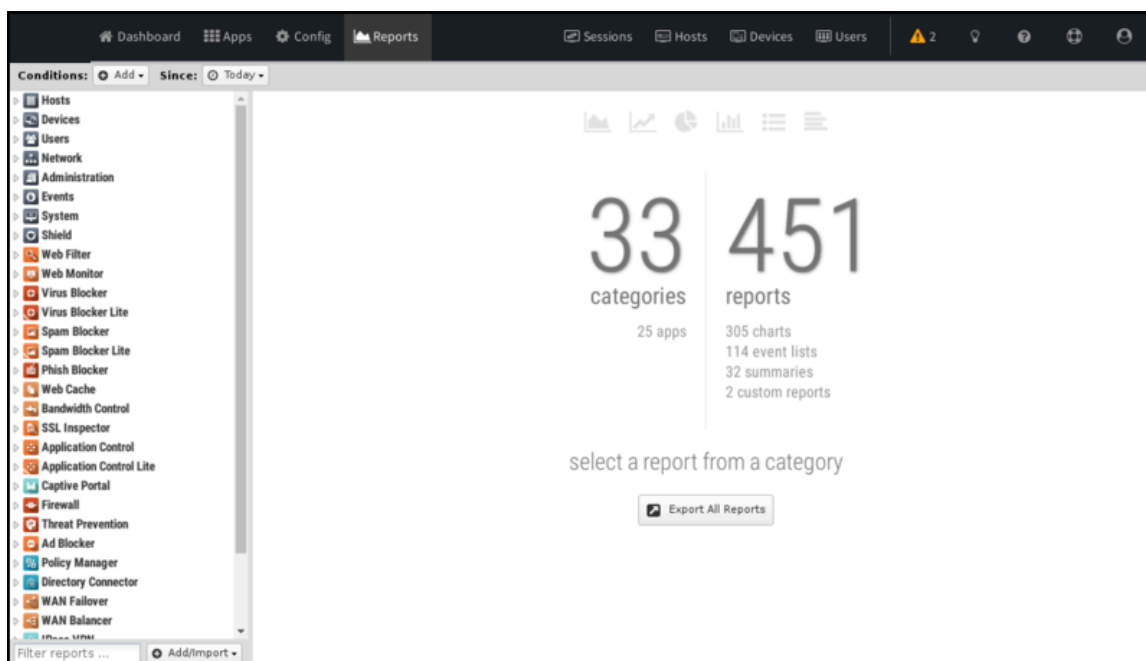 Dashboard Apps Config Reports Sessions Hosts Devices Users 2
Conditions: Add Since: Today
Hosts
Devices
Users
Network
Administration
Events
System
Shield
Web Filter
Web Monitor
Virus Blocker
Virus Blocker Lite
Spam Blocker
Spam Blocker Lite
Phish Blocker
Web Cache
Bandwidth Control
SSL Inspector
Application Control
Application Control Lite
Captive Portal
Firewall
Threat Prevention
Ad Blocker
Policy Manager
Directory Connector
WAN Failover
WAN Balancer
IPsec VPN
Filter reports ... Add/Import
33 451
categories reports
25 apps 305 charts
114 event lists
32 summaries
2 custom reports
select a report from a category
Export All Reports